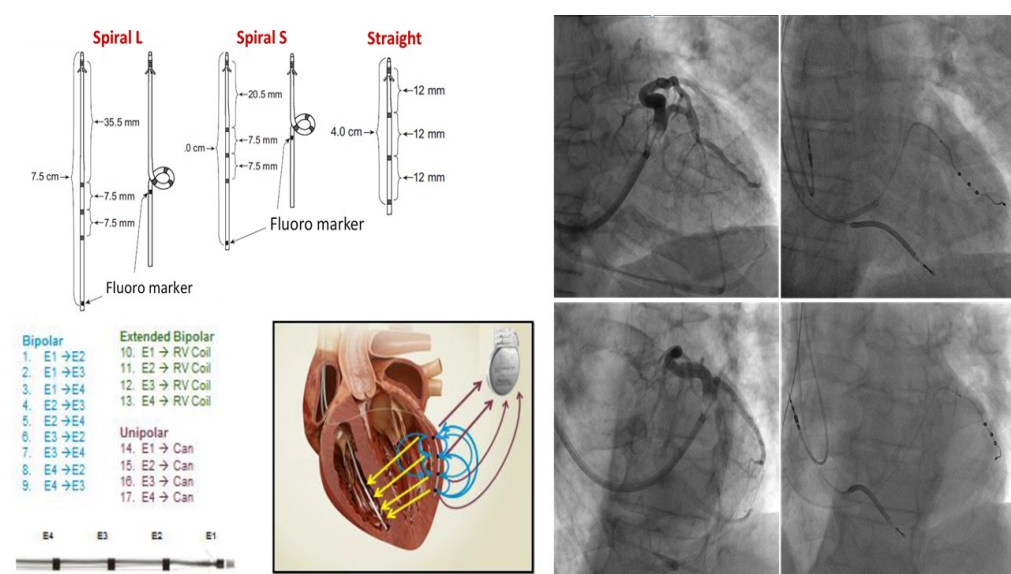 Spiral L
Spiral S
Straight
35.5 mm
7.5 cm
7.5 mm
7.5 mm
Fluoro marker
20.5 mm
.0 cm
7.5 mm
7.5 mm
Fluoro marker
12 mm
4.0 cm
12 mm
12 mm
Bipolar
1. E1 →E2
2. E1 →E3
3. E1 →E4
4. E2 →E3
5. E2 →E4
6. E3 →E2
7. E3 →E4
8. E4 →E2
9. E4 →E3
Extended Bipolar
10. E1 → RV Coil
11. E2 → RV Coil
12. E3 → RV Coil
13. E4 → RV Coil
Unipolar
14. E1 → Can
15. E2 → Can
16. E3 → Can
17. E4 → Can
E4 E3 E2 E1